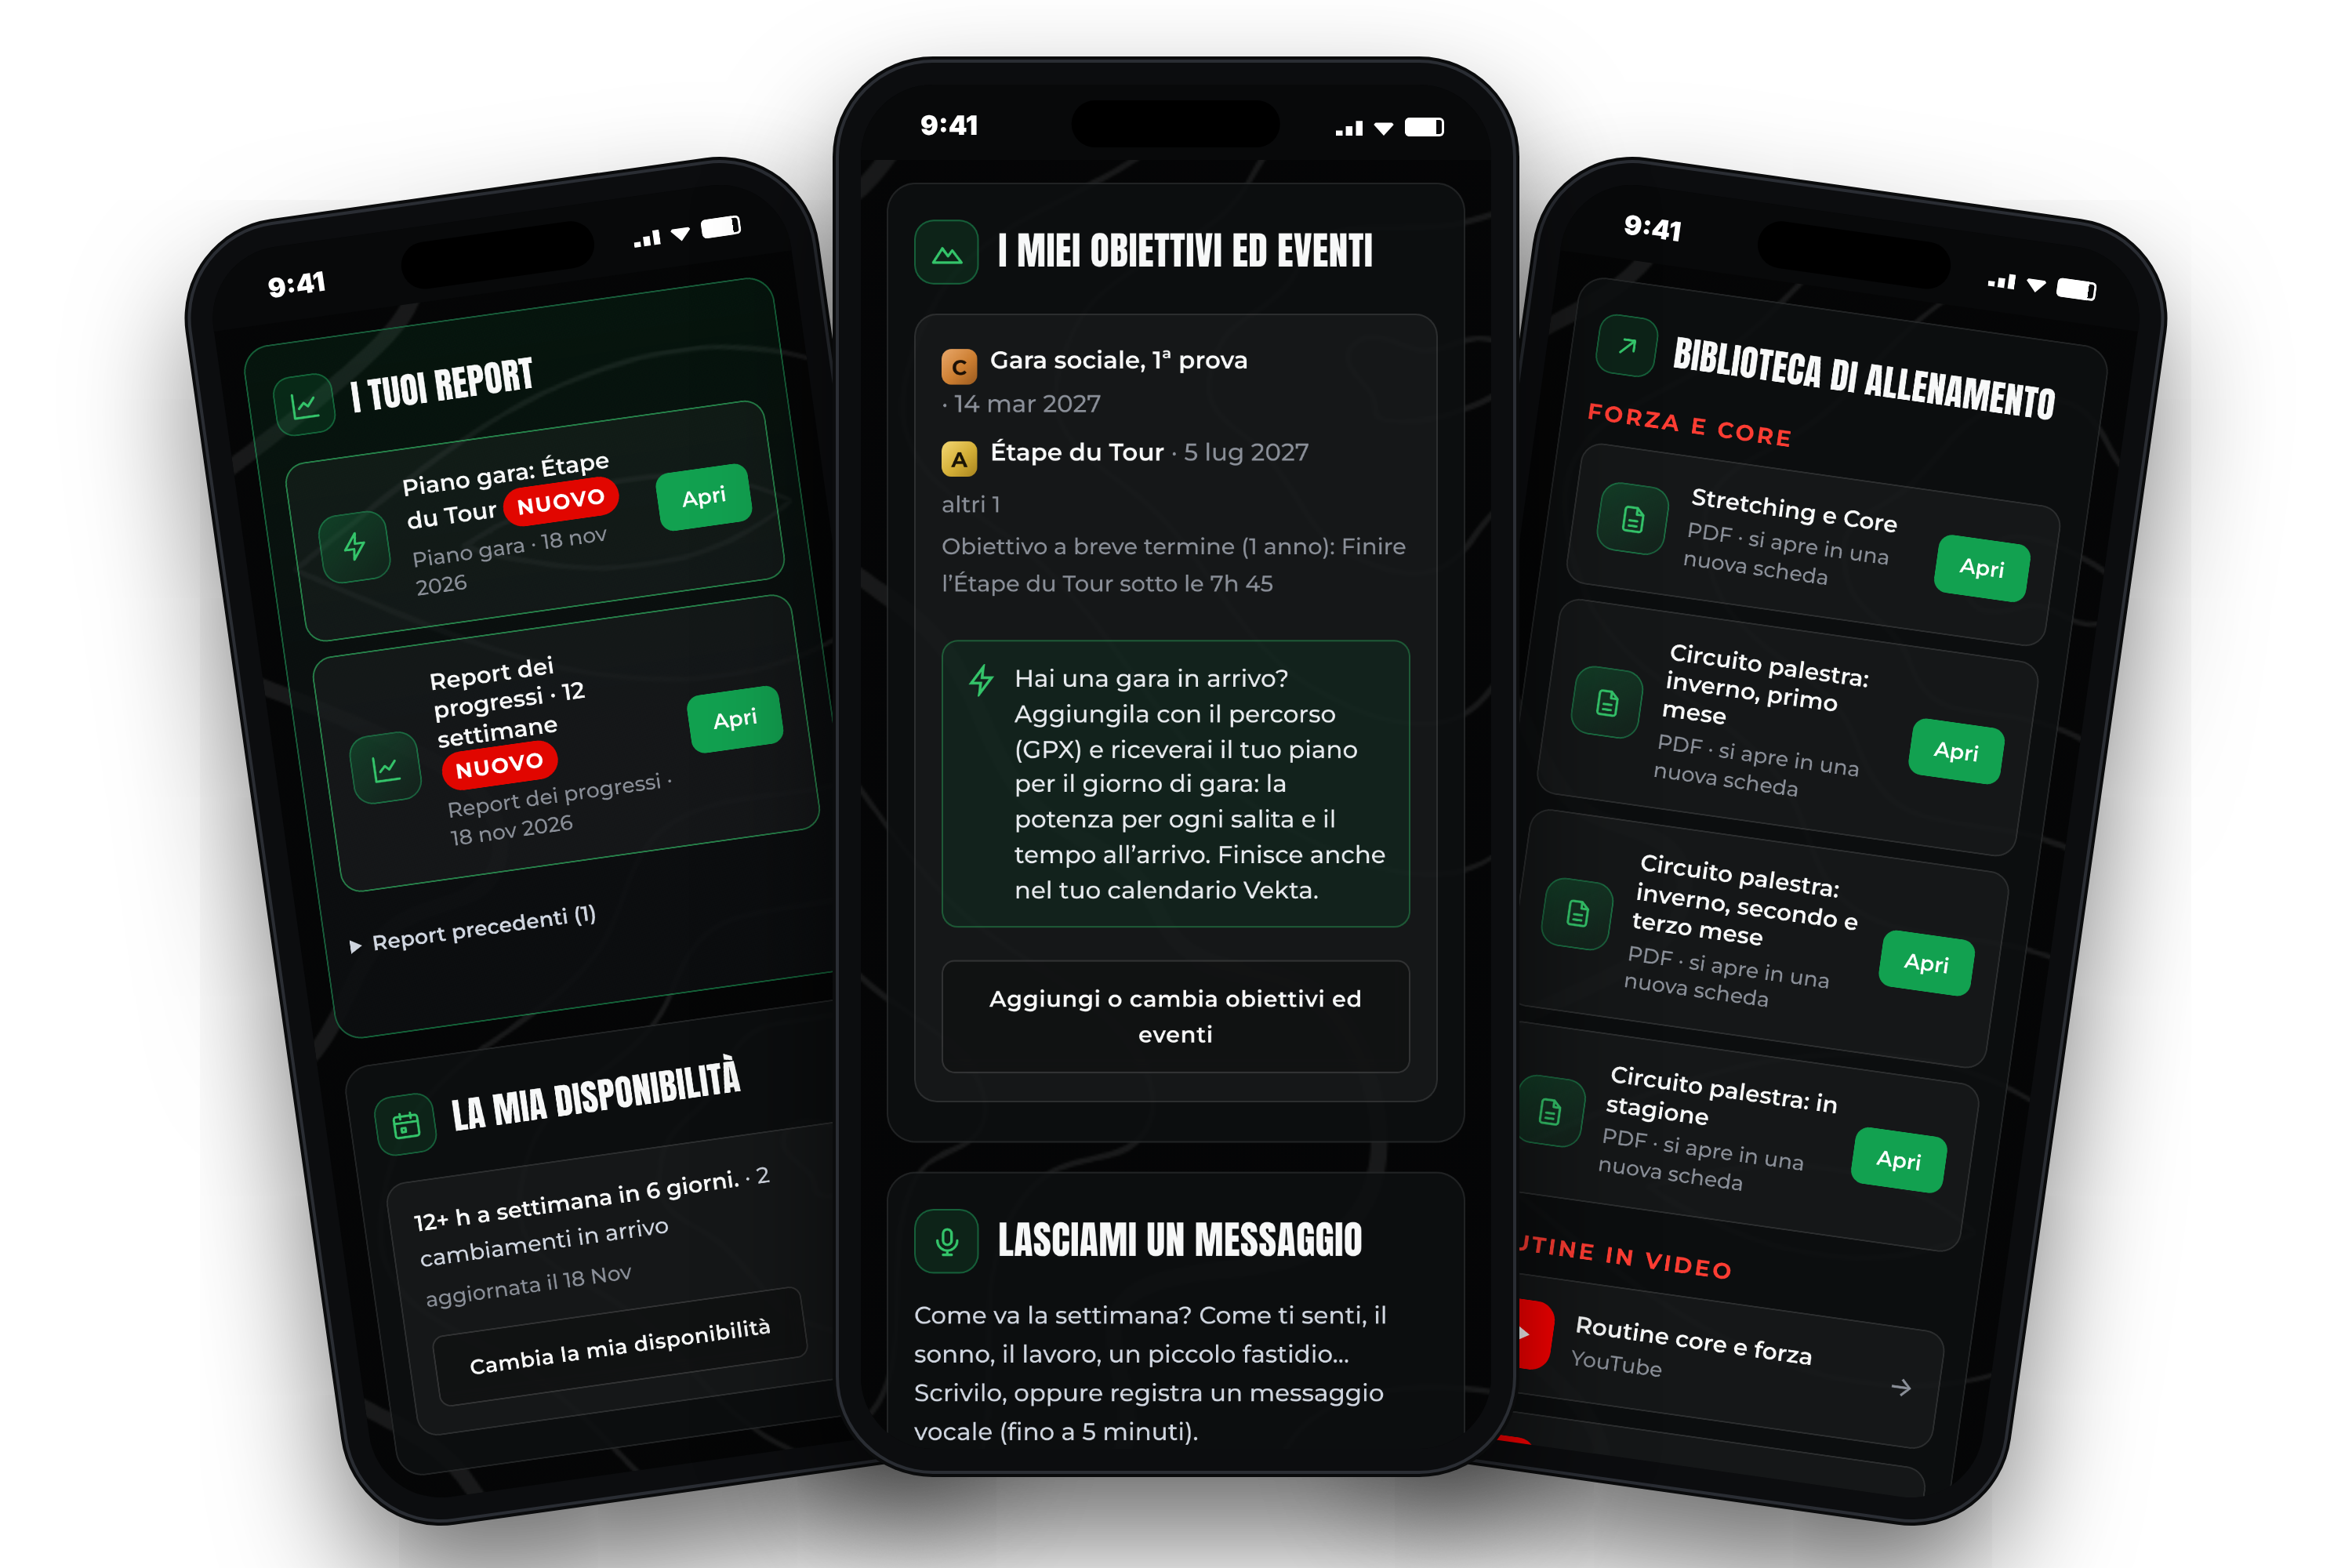 9:41
I TUOI REPORT
Piano gara: Étape
du Tour NUOVO
Piano gara · 18 nov
2026
Apri
Report dei
progressi · 12
settimane
NUOVO
Report dei progressi ·
18 nov 2026
Apri
Report precedenti (1)
LA MIA DISPONIBILITÀ
12+ h a settimana in 6 giorni. · 2
cambiamenti in arrivo
aggiornata il 18 Nov
Cambia la mia disponibilità
9:41
I MIEI OBIETTIVI ED EVENTI
C Gara sociale, 1ª prova
· 14 mar 2027
A Étape du Tour · 5 lug 2027
altri 1
Obiettivo a breve termine (1 anno): Finire
l’Étape du Tour sotto le 7h 45
Hai una gara in arrivo?
Aggiungila con il percorso
(GPX) e riceverai il tuo piano
per il giorno di gara: la
potenza per ogni salita e il
tempo all’arrivo. Finisce anche
nel tuo calendario Vekta.
Aggiungi o cambia obiettivi ed
eventi
LASCIAMI UN MESSAGGIO
Come va la settimana? Come ti senti, il
sonno, il lavoro, un piccolo fastidio…
Scrivilo, oppure registra un messaggio
vocale (fino a 5 minuti).
9:41
BIBLIOTECA DI ALLENAMENTO
FORZA E CORE
Stretching e Core
PDF · si apre in una
nuova scheda
Apri
Circuito palestra:
inverno, primo
mese
PDF · si apre in una
nuova scheda
Apri
Circuito palestra:
inverno, secondo e
terzo mese
PDF · si apre in una
nuova scheda
Apri
Circuito palestra: in
stagione
PDF · si apre in una
nuova scheda
Apri
UTINE IN VIDEO
Routine core e forza
YouTube